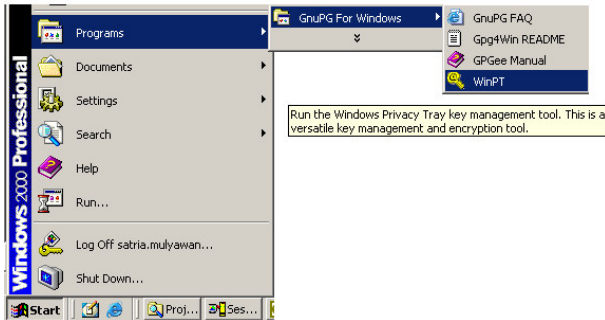 Windows 2000 Professional
Programs
Documents
Settings
Search
Help
Run...
Log Off satria.mulyawan...
Shut Down...
GnuPG For Windows
GnuPG FAQ
Gpg4Win README
GPGee Manual
WinPT
Run the Windows Privacy Tray key management tool. This is a
versatile key management and encryption tool.
Start
Proj...
Ses...